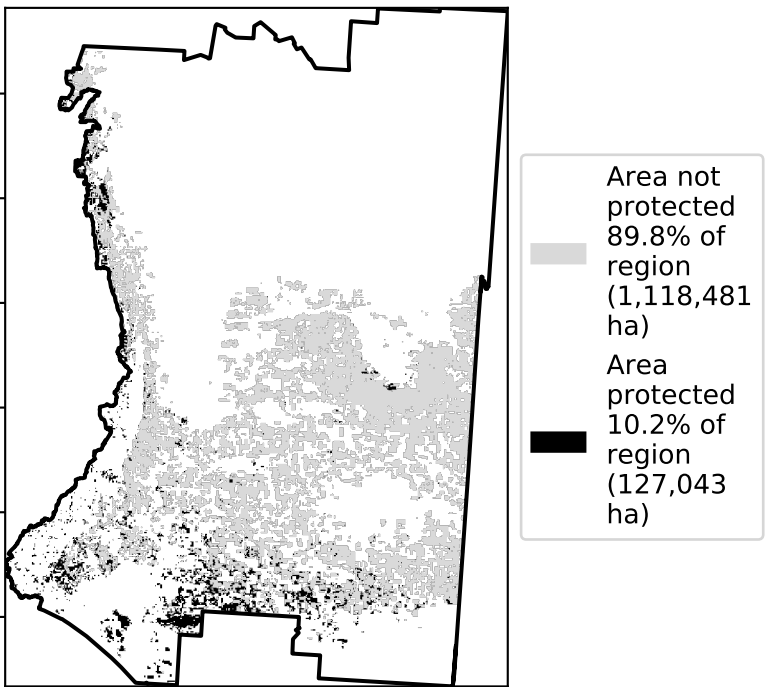 Area not
protected
89.8% of
region
(1,118,481
ha)
Area
protected
10.2% of
region
(127,043
ha)